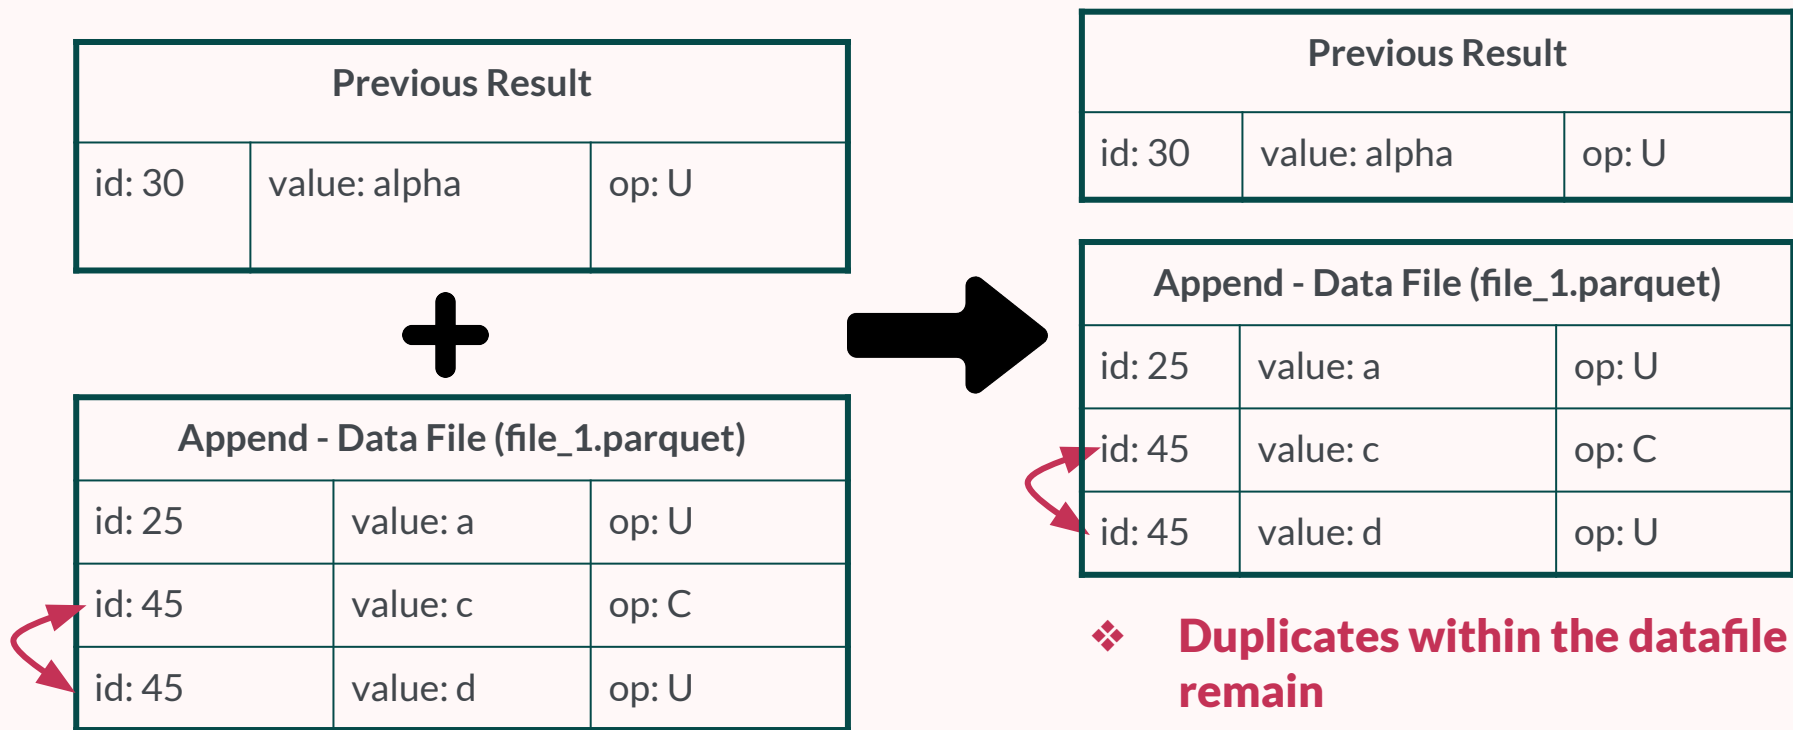 Previous Result
id: 30 value: alpha op: U
Append - Data File (file_1.parquet)
id: 25 value: a op: U
id: 45 value: c op: C
id: 45 value: d op: U
Previous Result
id: 30 value: alpha op: U
Append - Data File (file_1.parquet)
id: 25 value: a op: U
id: 45 value: c op: C
id: 45 value: d op: U
❖ Duplicates within the datafile
remain